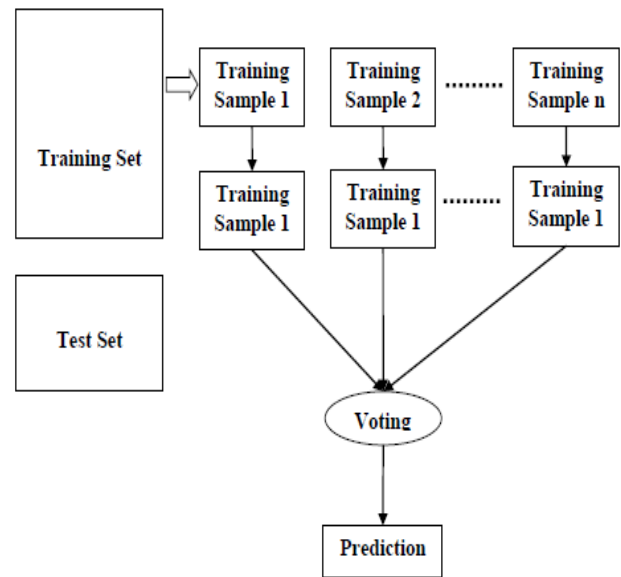 Training Set
Training
Sample 1
Training
Sample 2
Training
Sample n
Training
Sample 1
Training
Sample 1
Training
Sample 1
Test Set
Voting
Prediction